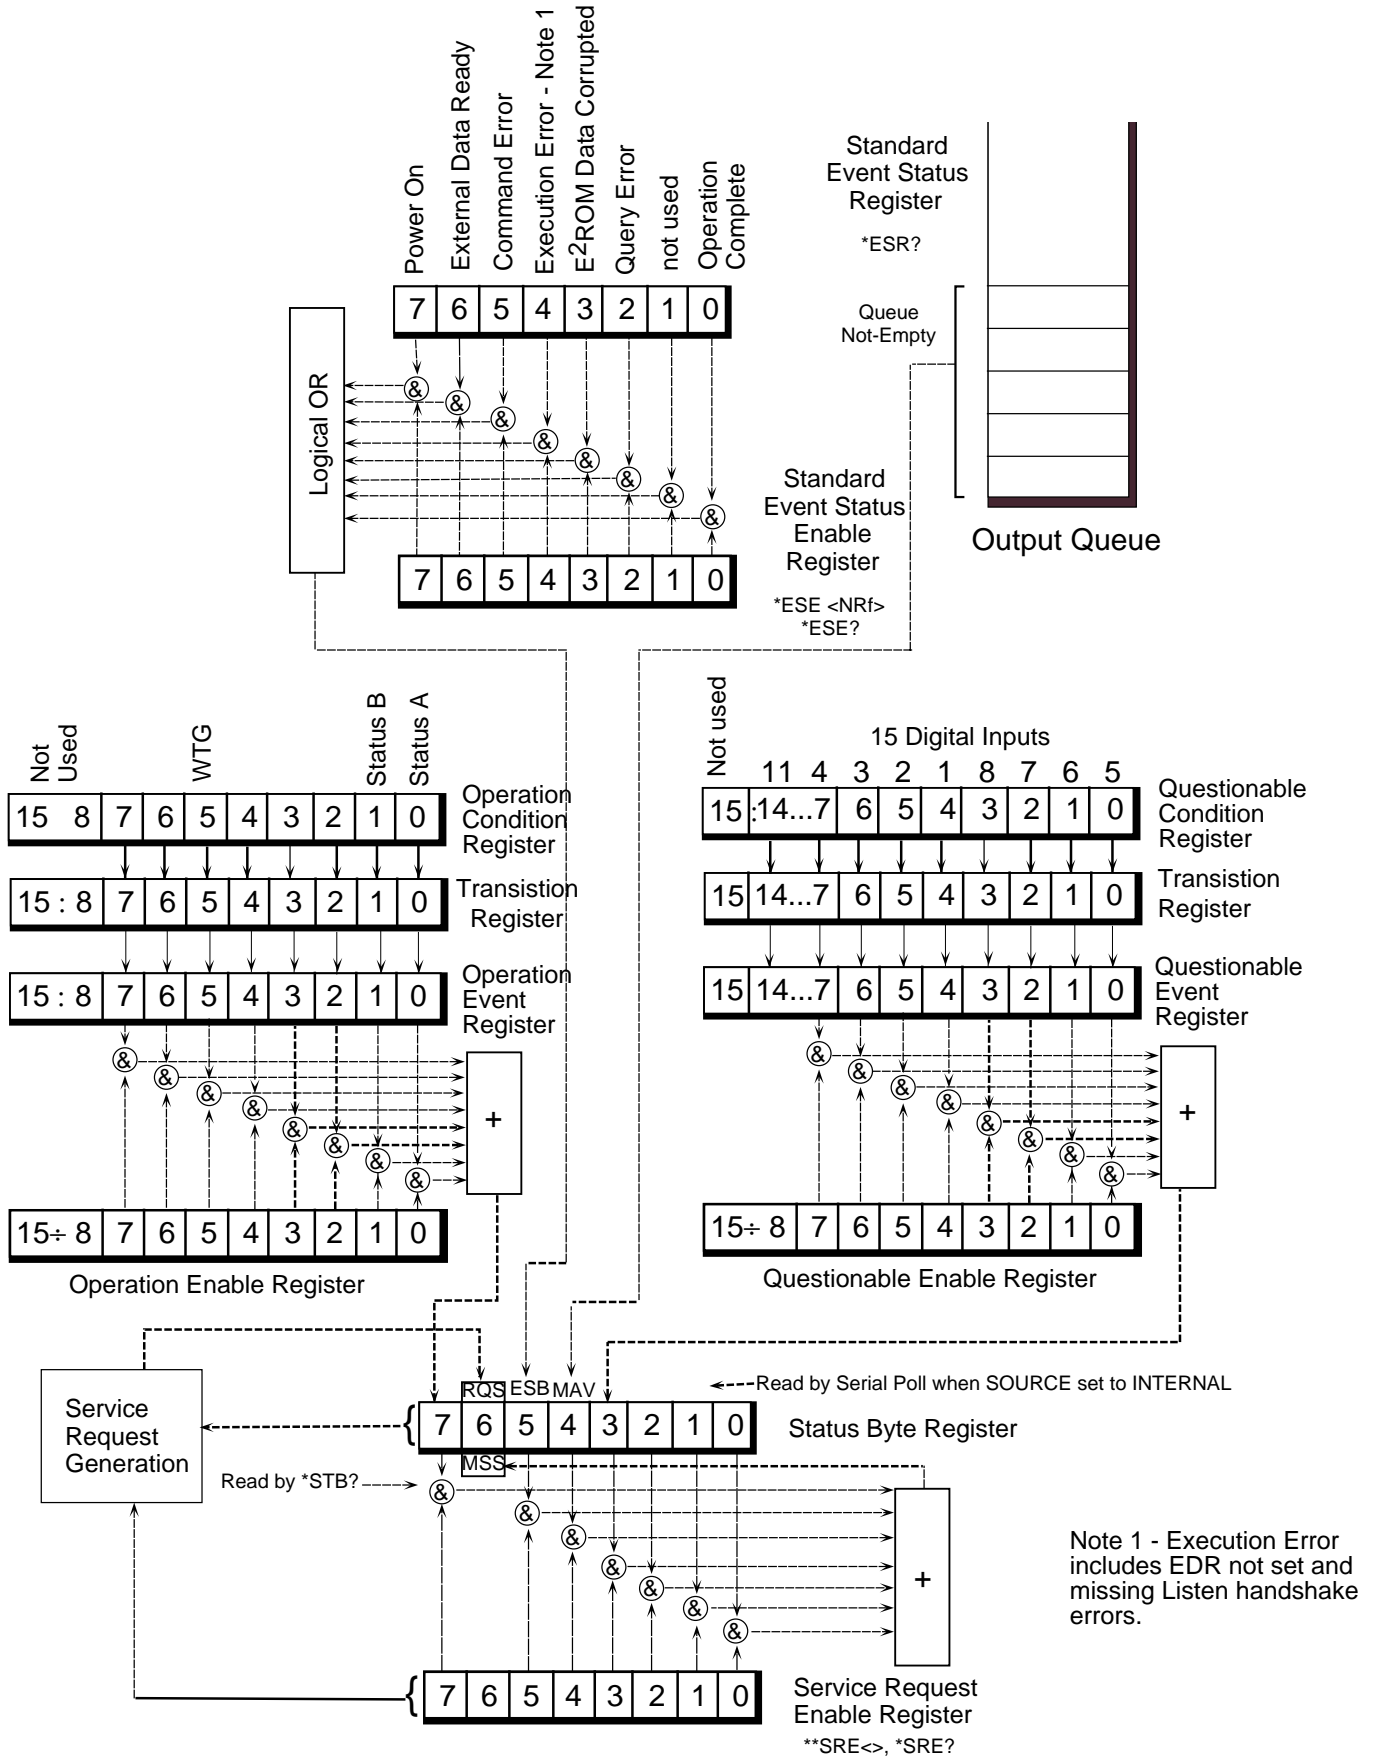 Power On
External Data Ready
Command Error
Execution Error - Note 1
E2ROM Data Corrupted
Query Error
not used
Operation
Complete
7 6 5 4 3 2 1 0
Logical OR
& & & & & & & &
7 6 5 4 3 2 1 0
Standard
Event Status
Register
*ESR?
Queue
Not-Empty
Output Queue
Standard
Event Status
Enable
Register
*ESE <NRf>
*ESE?
Not
Used
WTG
Status B
Status A
15 8 7 6 5 4 3 2 1 0
Operation
Condition
Register
15 : 8 7 6 5 4 3 2 1 0
Transistion
Register
15 : 8 7 6 5 4 3 2 1 0
Operation
Event
Register
& & & & & & & &
+
15÷ 8 7 6 5 4 3 2 1 0
Operation Enable Register
Not used
15 Digital Inputs
11 4 3 2 1 8 7 6 5
15 :14...7 6 5 4 3 2 1 0
Questionable
Condition
Register
15 14...7 6 5 4 3 2 1 0
Transistion
Register
15 14...7 6 5 4 3 2 1 0
Questionable
Event
Register
& & & & & & & &
+
15÷ 8 7 6 5 4 3 2 1 0
Questionable Enable Register
Service
Request
Generation
RQS ESB MAV
Read by Serial Poll when SOURCE set to INTERNAL
{ 7 6 5 4 3 2 1 0
Status Byte Register
MSS
Read by *STB?
& & & & & & &
+
{ 7 6 5 4 3 2 1 0
Service Request
Enable Register
**SRE<>, *SRE?
Note 1 - Execution Error
includes EDR not set and
missing Listen handshake
errors.